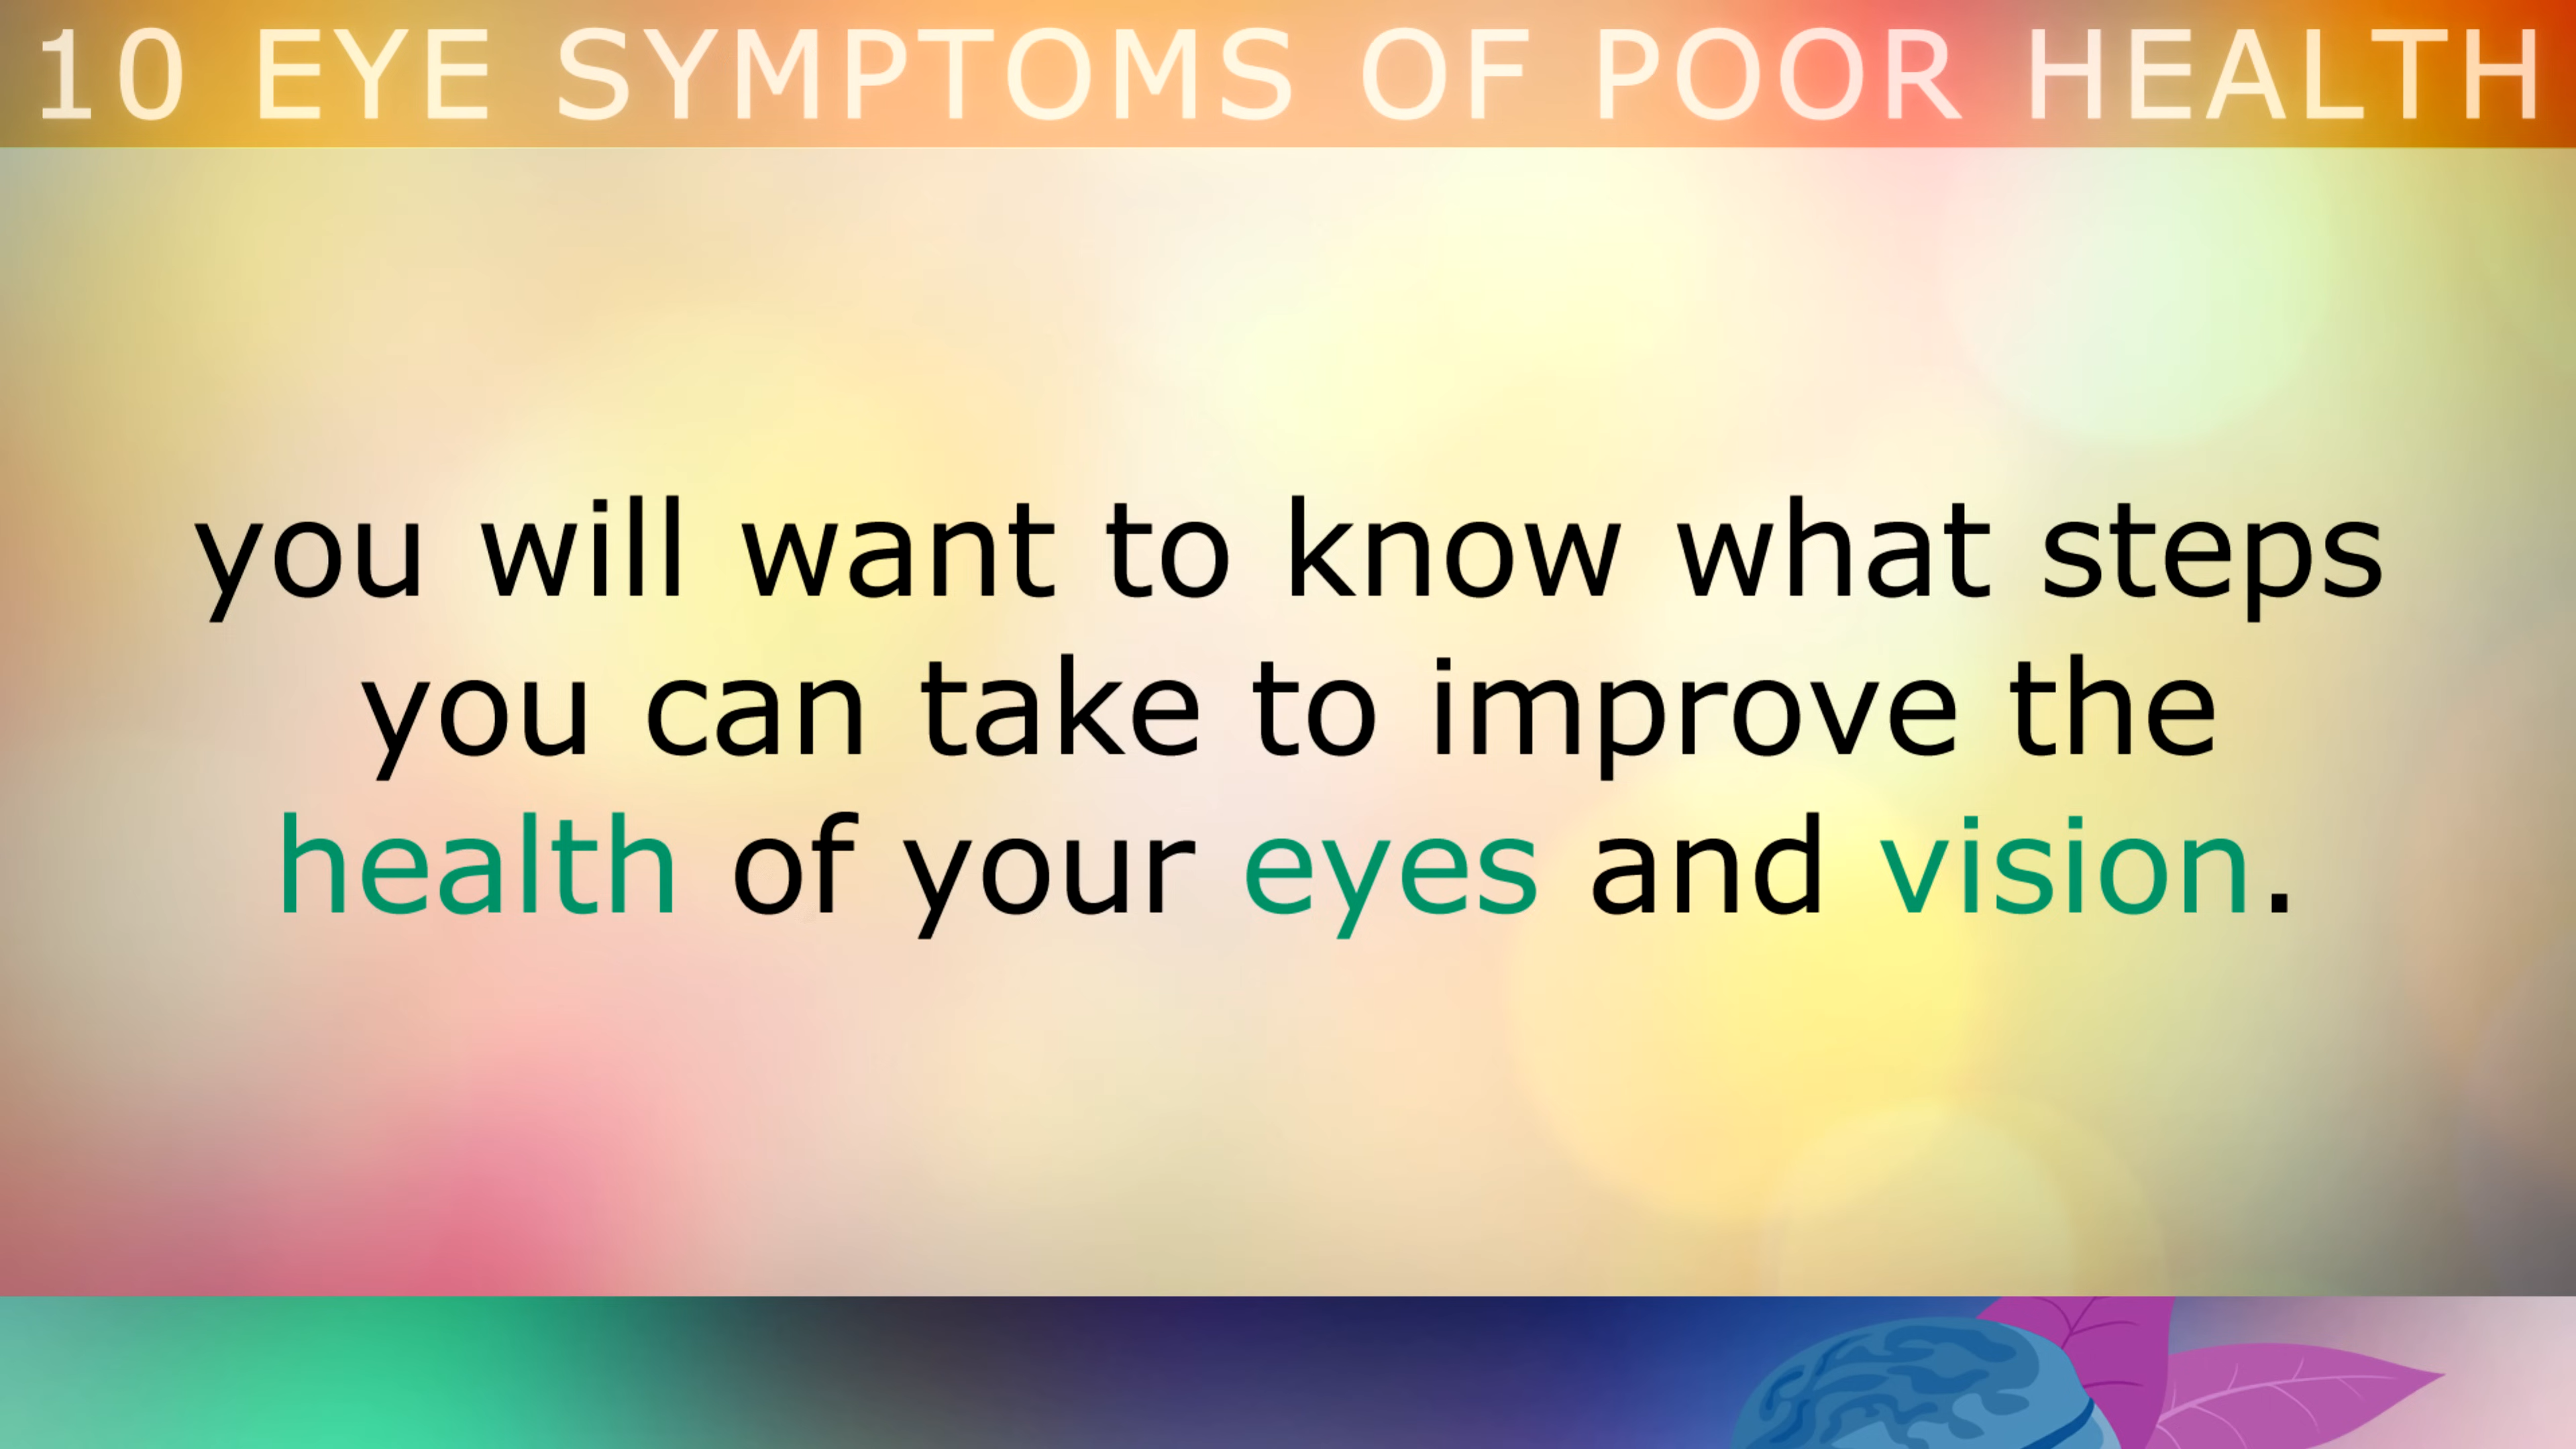 10 EYE SYMPTOMS OF POOR HEALTH
you will want to know what steps
you can take to improve the
health of your eyes and vision.